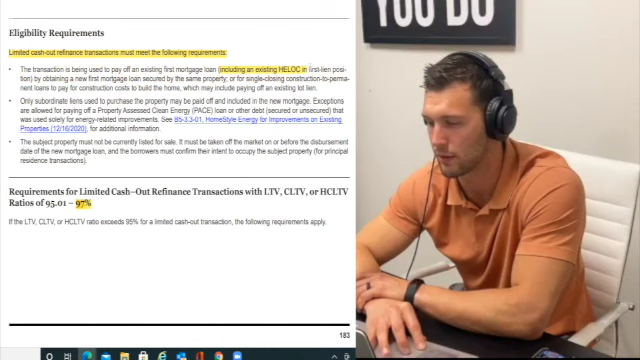 YOU DO
Eligibility Requirements
Limited cash-out refinance transactions must meet the following requirements:
• The transaction is being used to pay off an existing first mortgage loan (including an existing HELOC in first-lien posi-
tion) by obtaining a new first mortgage loan secured by the same property; or for single-closing construction-to-perma-
nent loans to pay for construction costs to build the home, which may include paying off an existing lot lien.
• Only subordinate liens used to purchase the property may be paid off and included in the new mortgage. Exceptions
are allowed for paying off a Property Assessed Clean Energy (PACE) loan or other debt (secured or unsecured) that
was used solely for energy-related improvements. See B5-3.3-01, HomeStyle Energy for Improvements on Existing
Properties (12/16/2020), for additional information.
• The subject property must not be currently listed for sale. It must be taken off the market on or before the disbursement
date of the new mortgage loan, and the borrowers must confirm their intent to occupy the subject property (for principal
residence transactions).
Requirements for Limited Cash-Out Refinance Transactions with LTV, CLTV, or HCLTV
Ratios of 95.01 – 97%
If the LTV, CLTV, or HCLTV ratio exceeds 95% for a limited cash-out transaction, the following requirements apply.
183